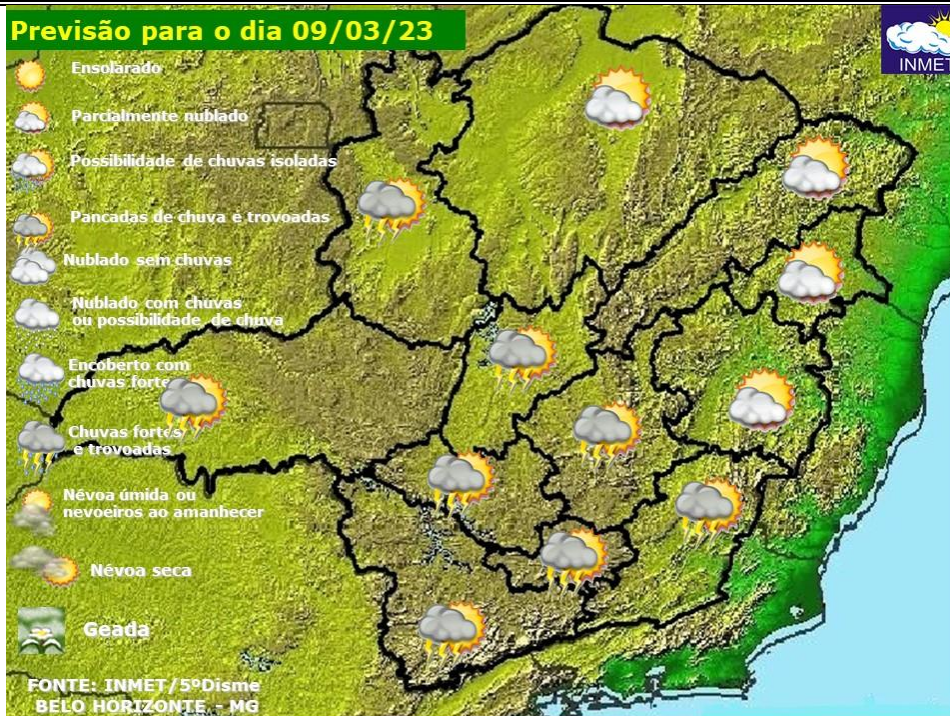 Previsão para o dia 09/03/23
INMET
Ensolarado
Parcialmente nublado
Possibilidade de chuvas isoladas
Pancadas de chuva e trovoadas
Nublado sem chuvas
Nublado com chuvas
ou possibilidade de chuva
Encoberto com
chuvas forte
Chuvas fortes
e trovoadas
Névoa úmida ou
nevoeiros ao amanhecer
Névoa seca
Geada
FONTE: INMET/5ºDisme
BELO HORIZONTE - MG